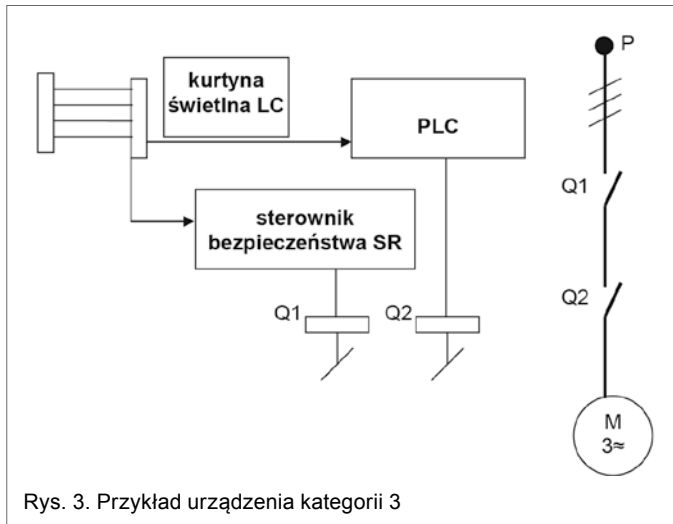 kurtyna
świetlna LC
PLC
P
Q1
sterownik
bezpieczeństwa SR
Q1
Q2
Q2
M
3≈
Rys. 3. Przykład urządzenia kategorii 3